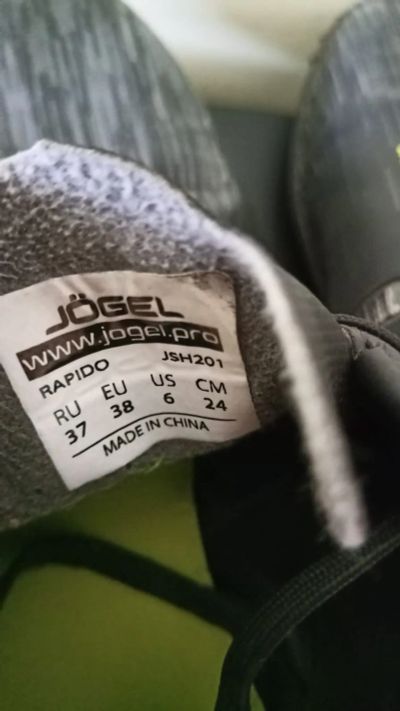 JÖGEL
www.jogel.pro
RAPIDO JSH201
RU EU US CM
37 38 6 24
MADE IN CHINA